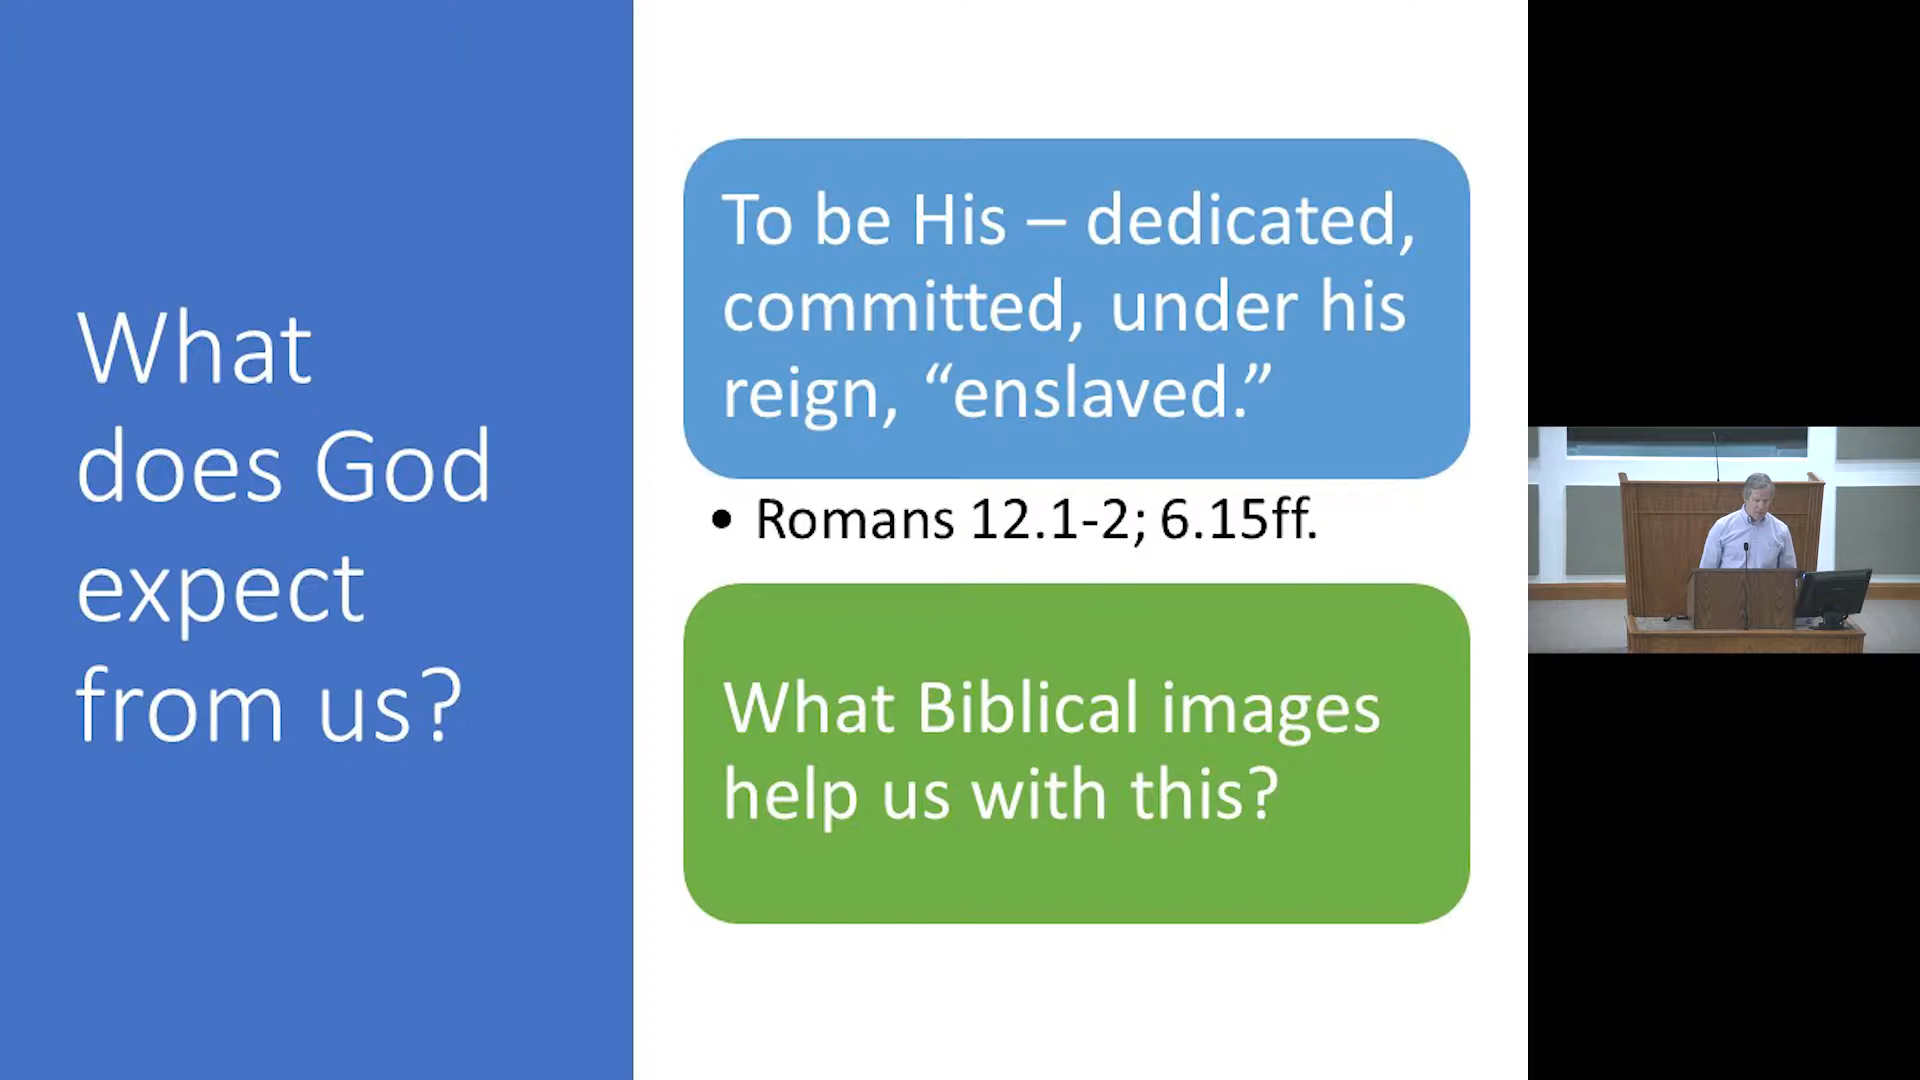 What
does God
expect
from us?
To be His – dedicated,
committed, under his
reign, “enslaved.”
• Romans 12.1-2; 6.15ff.
What Biblical images
help us with this?